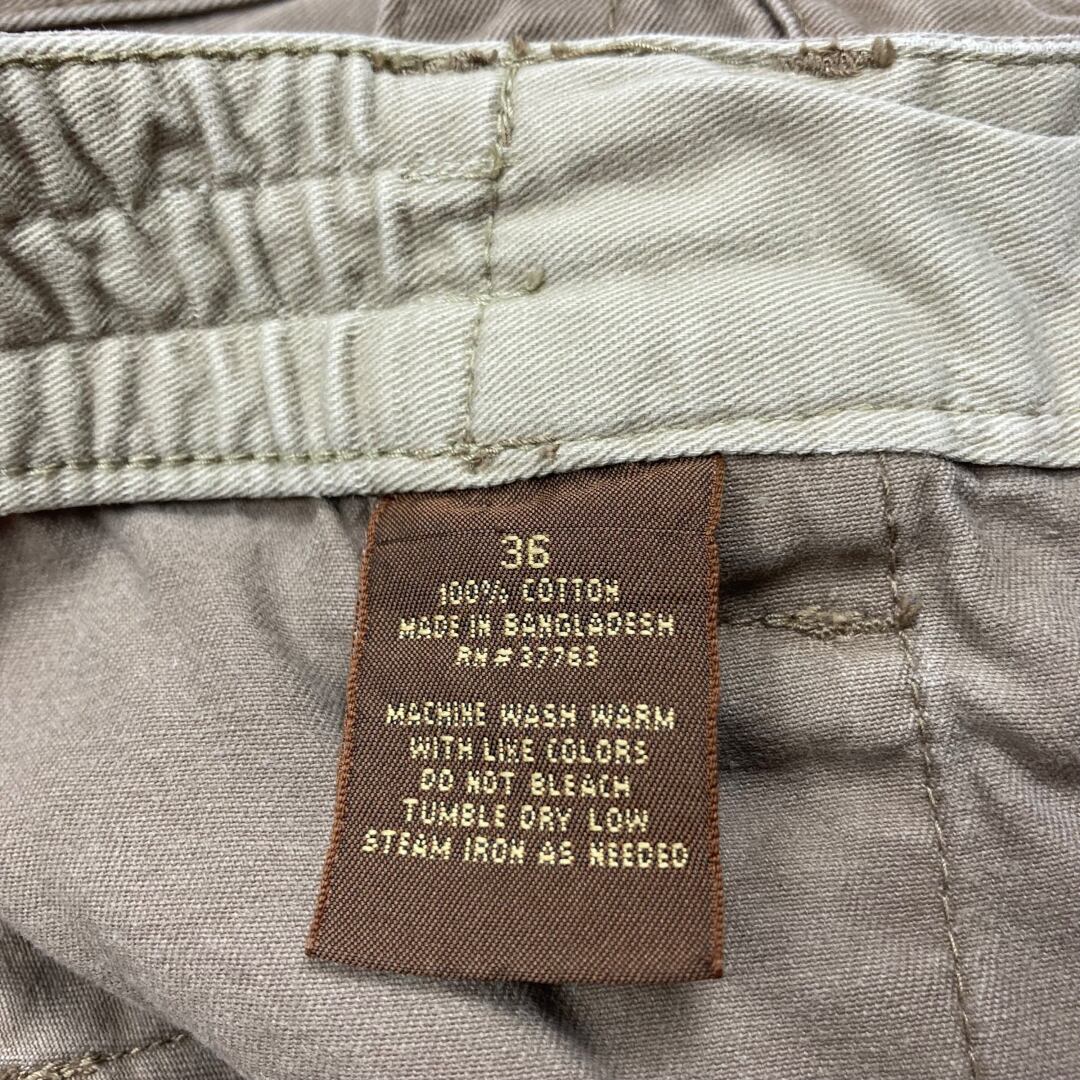 36
100% COTTON
MADE IN BANGLADESH
RN#37763
MACHINE WASH WARM
WITH LIKE COLORS
DO NOT BLEACH
TUMBLE DRY LOW
STEAM IRON AS NEEDED